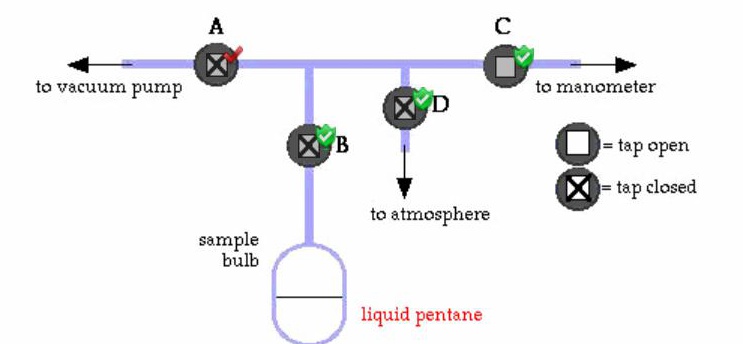 A
C
to vacuum pump
to manometer
D
B
= tap open
= tap closed
to atmosphere
sample
bulb
liquid pentane